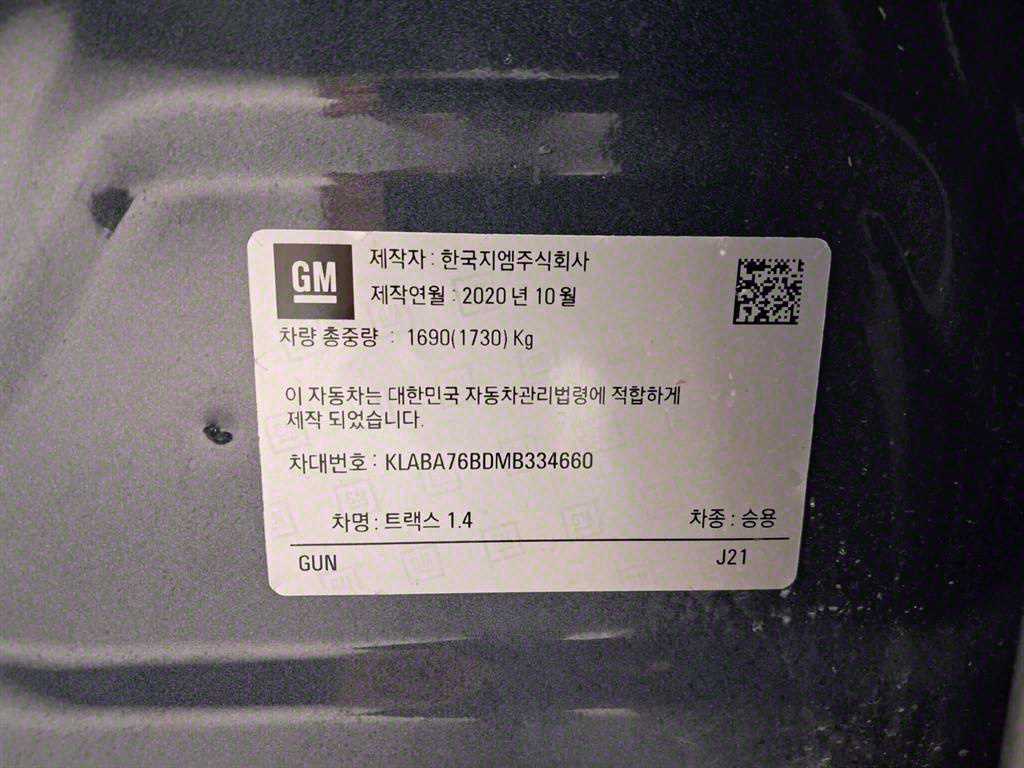 GM
제작자 : 한국지엠주식회사
제작연월 : 2020 년 10 월
차량 총중량 : 1690(1730) Kg
이 자동차는 대한민국 자동차관리법령에 적합하게
제작 되었습니다.
차대번호 : KLABA76BDMB334660
차명 : 트랙스 1.4 차종 : 승용
GUN J21